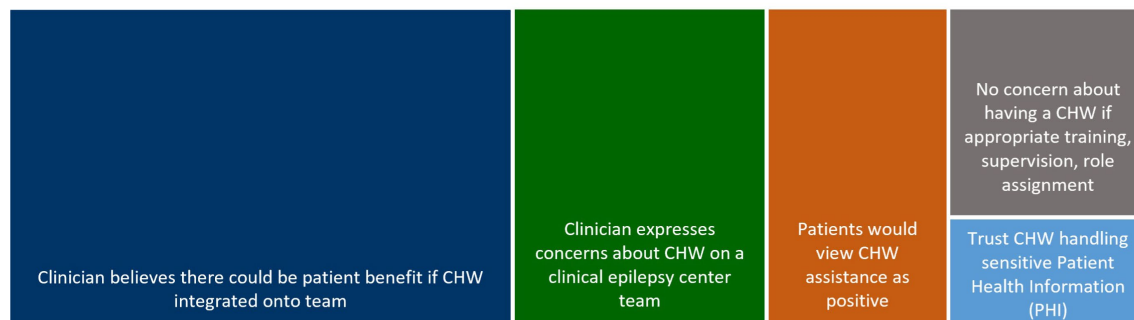 Clinician believes there could be patient benefit if CHW
integrated onto team
Clinician expresses
concerns about CHW on a
clinical epilepsy center
team
Patients would
view CHW
assistance as
positive
No concern about
having a CHW if
appropriate training,
supervision, role
assignment
Trust CHW handling
sensitive Patient
Health Information
(PHI)